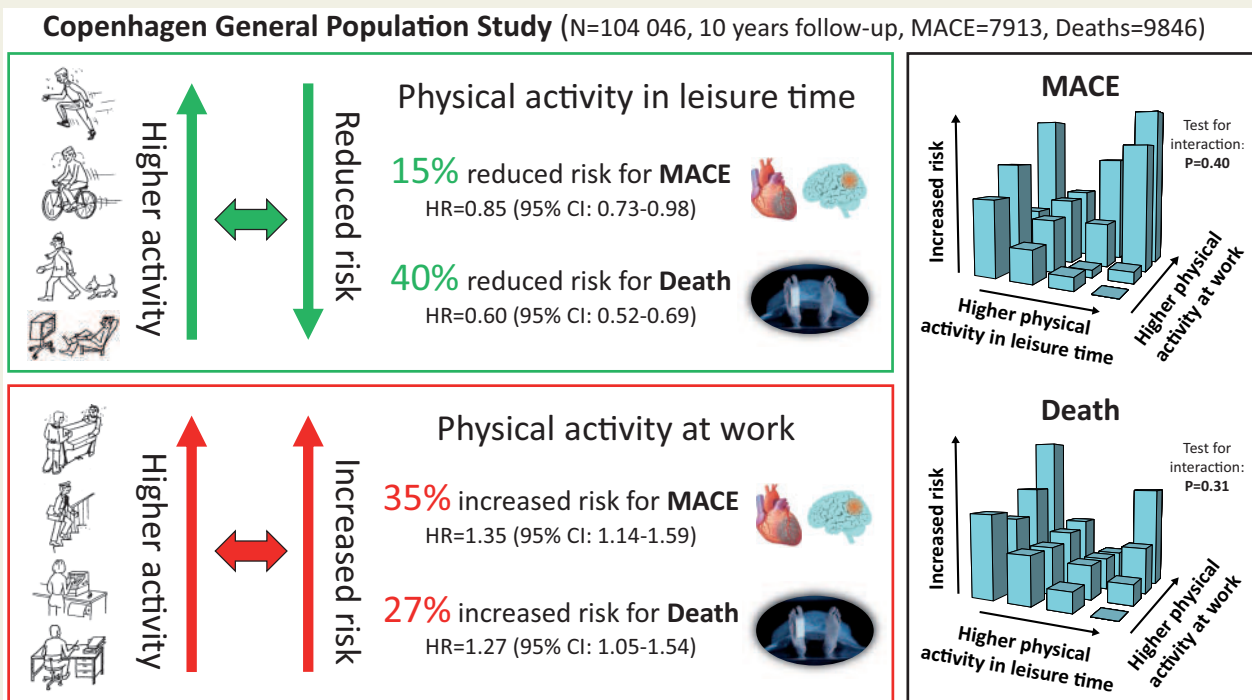 Copenhagen General Population Study (N=104 046, 10 years follow-up, MACE=7913, Deaths=9846)
Higher activity
Reduced risk
Physical activity in leisure time
15% reduced risk for MACE
HR=0.85 (95% CI: 0.73-0.98)
40% reduced risk for Death
HR=0.60 (95% CI: 0.52-0.69)
Higher activity
Increased risk
Physical activity at work
35% increased risk for MACE
HR=1.35 (95% CI: 1.14-1.59)
27% increased risk for Death
HR=1.27 (95% CI: 1.05-1.54)
MACE
Test for
interaction:
P=0.40
Increased risk
Higher physical
activity in leisure time
Higher physical
activity at work
Death
Test for
interaction:
P=0.31
Increased risk
Higher physical
activity in leisure time
Higher physical
activity at work